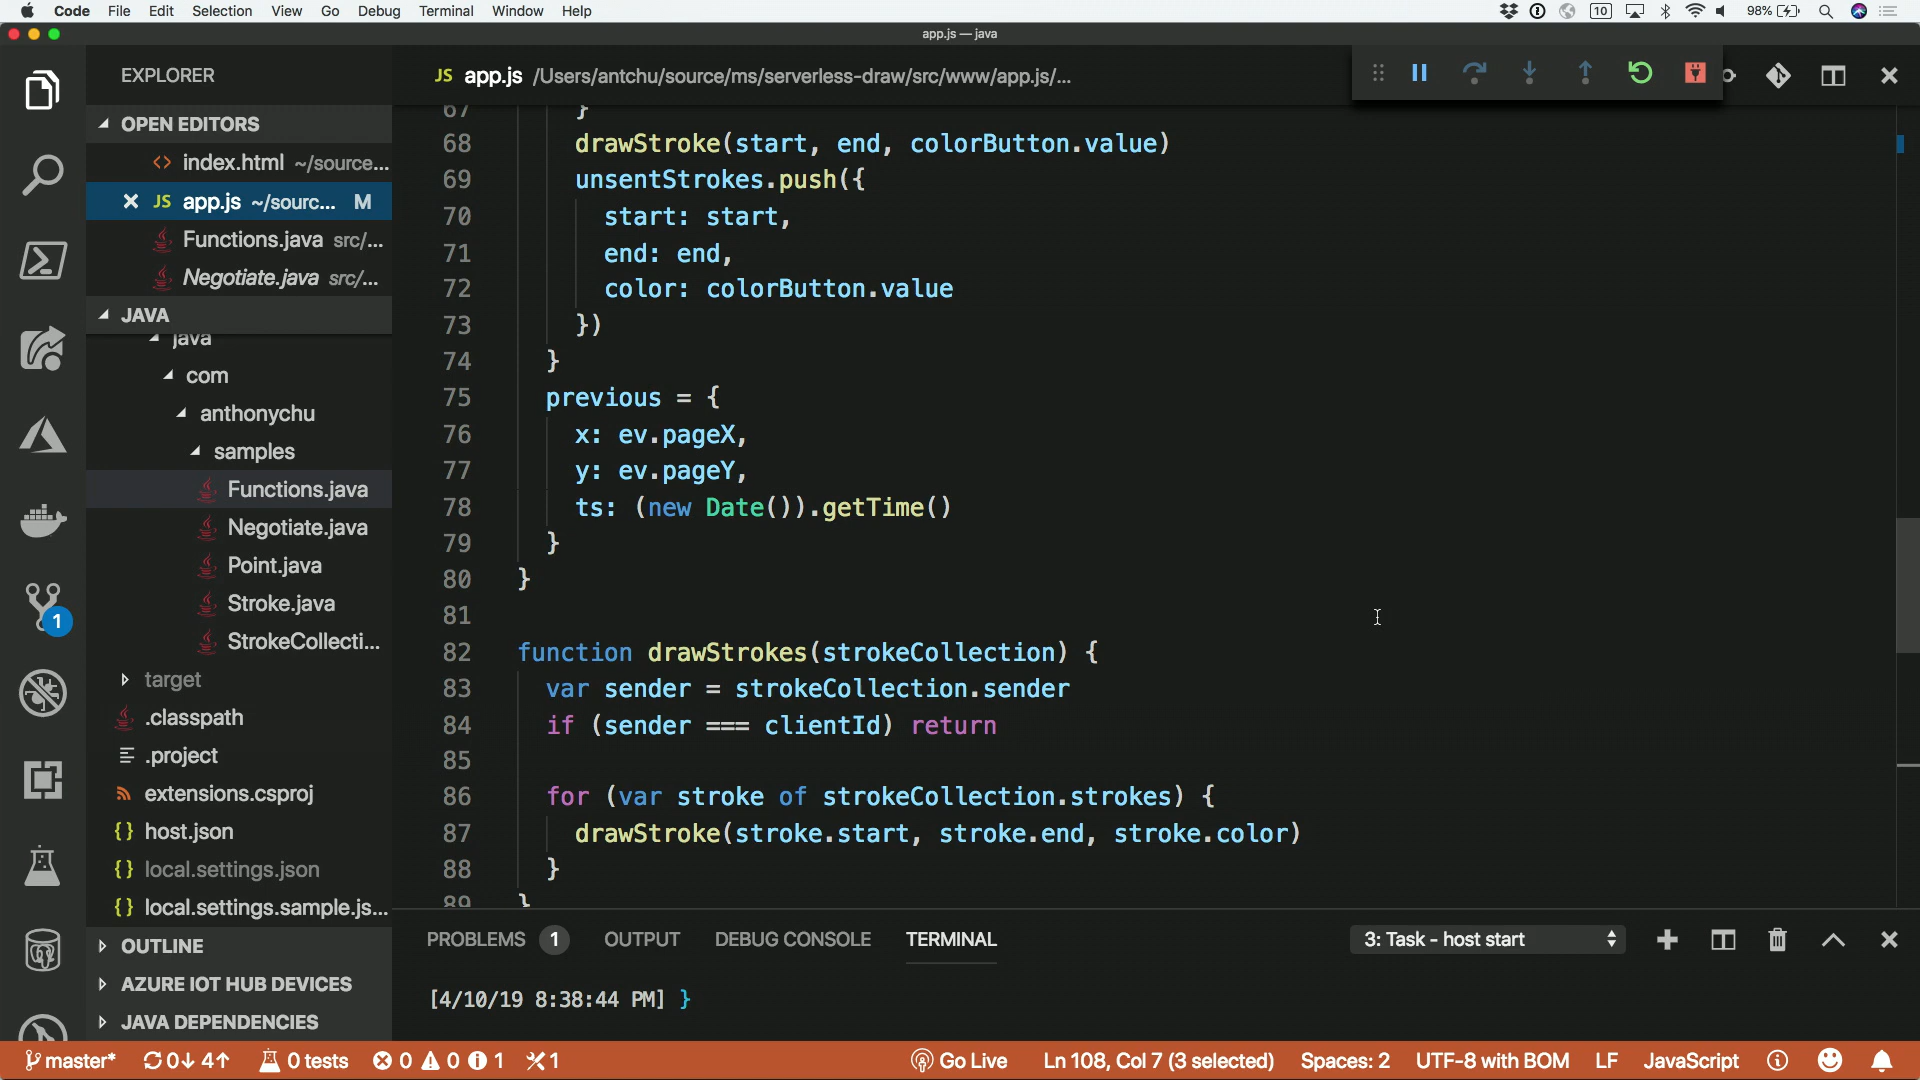 Code File Edit Selection View Go Debug Terminal Window Help 10 98%
app.js — java
EXPLORER
JS app.js /Users/antchu/source/ms/serverless-draw/src/www/app.js/...
OPEN EDITORS
<> index.html ~/source...
JS app.js ~/sourc... M
Functions.java src/...
Negotiate.java src/...
JAVA
java
com
anthonychu
samples
Functions.java
Negotiate.java
Point.java
Stroke.java
StrokeCollecti...
target
.classpath
.project
extensions.csproj
{} host.json
{} local.settings.json
{} local.settings.sample.js...
OUTLINE
AZURE IOT HUB DEVICES
JAVA DEPENDENCIES
1
67 }
68 drawStroke(start, end, colorButton.value)
69 unsentStrokes.push({
70 start: start,
71 end: end,
72 color: colorButton.value
73 })
74 }
75 previous = {
76 x: ev.pageX,
77 y: ev.pageY,
78 ts: (new Date()).getTime()
79 }
80 }
81
82 function drawStrokes(strokeCollection) {
83 var sender = strokeCollection.sender
84 if (sender === clientId) return
85
86 for (var stroke of strokeCollection.strokes) {
87 drawStroke(stroke.start, stroke.end, stroke.color)
88 }
89 }
PROBLEMS 1 OUTPUT DEBUG CONSOLE TERMINAL 3: Task - host start
[4/10/19 8:38:44 PM] }
master* 0↓ 4↑ 0 tests 0 0 1 1 Go Live Ln 108, Col 7 (3 selected) Spaces: 2 UTF-8 with BOM LF JavaScript